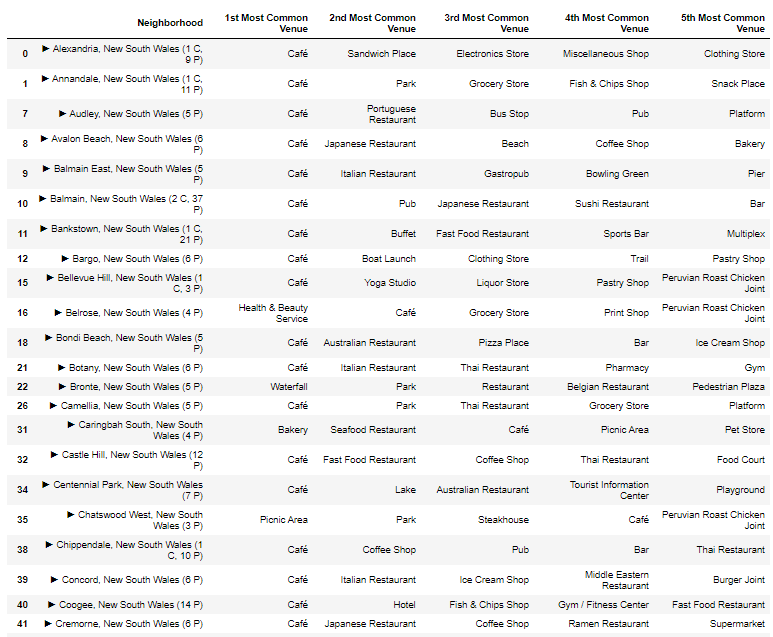 Neighborhood 1st Most Common Venue 2nd Most Common Venue 3rd Most Common Venue 4th Most Common Venue 5th Most Common Venue
0 ► Alexandria, New South Wales (1 C, 9 P) Café Sandwich Place Electronics Store Miscellaneous Shop Clothing Store
1 ► Annandale, New South Wales (1 C, 11 P) Café Park Grocery Store Fish & Chips Shop Snack Place
7 ► Audley, New South Wales (5 P) Café Portuguese Restaurant Bus Stop Pub Platform
8 ► Avalon Beach, New South Wales (6 P) Café Japanese Restaurant Beach Coffee Shop Bakery
9 ► Balmain East, New South Wales (5 P) Café Italian Restaurant Gastropub Bowling Green Pier
10 ► Balmain, New South Wales (2 C, 37 P) Café Pub Japanese Restaurant Sushi Restaurant Bar
11 ► Bankstown, New South Wales (1 C, 21 P) Café Buffet Fast Food Restaurant Sports Bar Multiplex
12 ► Bargo, New South Wales (6 P) Café Boat Launch Clothing Store Trail Pastry Shop
15 ► Bellevue Hill, New South Wales (1 C, 3 P) Café Yoga Studio Liquor Store Pastry Shop Peruvian Roast Chicken Joint
16 ► Belrose, New South Wales (4 P) Health & Beauty Service Café Grocery Store Print Shop Peruvian Roast Chicken Joint
18 ► Bondi Beach, New South Wales (5 P) Café Australian Restaurant Pizza Place Bar Ice Cream Shop
21 ► Botany, New South Wales (6 P) Café Italian Restaurant Thai Restaurant Pharmacy Gym
22 ► Bronte, New South Wales (5 P) Waterfall Park Restaurant Belgian Restaurant Pedestrian Plaza
26 ► Camellia, New South Wales (5 P) Café Park Thai Restaurant Grocery Store Platform
31 ► Caringbah South, New South Wales (4 P) Bakery Seafood Restaurant Café Picnic Area Pet Store
32 ► Castle Hill, New South Wales (12 P) Café Fast Food Restaurant Coffee Shop Thai Restaurant Food Court
34 ► Centennial Park, New South Wales (7 P) Café Lake Australian Restaurant Tourist Information Center Playground
35 ► Chatswood West, New South Wales (3 P) Picnic Area Park Steakhouse Café Peruvian Roast Chicken Joint
38 ► Chippendale, New South Wales (1 C, 10 P) Café Coffee Shop Pub Bar Thai Restaurant
39 ► Concord, New South Wales (6 P) Café Italian Restaurant Ice Cream Shop Middle Eastern Restaurant Burger Joint
40 ► Coogee, New South Wales (14 P) Café Hotel Fish & Chips Shop Gym / Fitness Center Fast Food Restaurant
41 ► Cremorne, New South Wales (6 P) Café Japanese Restaurant Coffee Shop Ramen Restaurant Supermarket